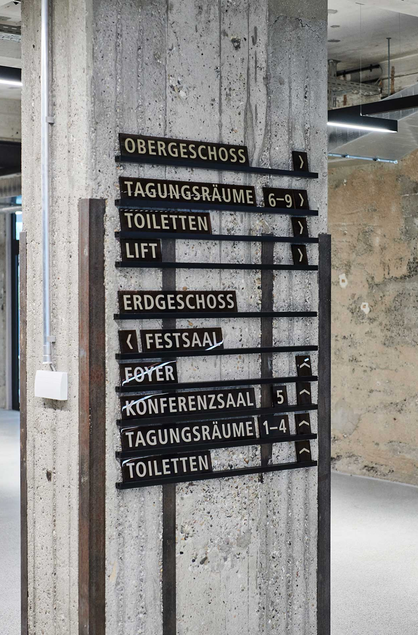 OBERGESCHOSS >
TAGUNGSRÄUME 6–9 >
TOILETTEN >
LIFT >
ERDGESCHOSS
< FESTSAAL
FOYER ^
KONFERENZSAAL 5 ^
TAGUNGSRÄUME 1–4 ^
TOILETTEN ^